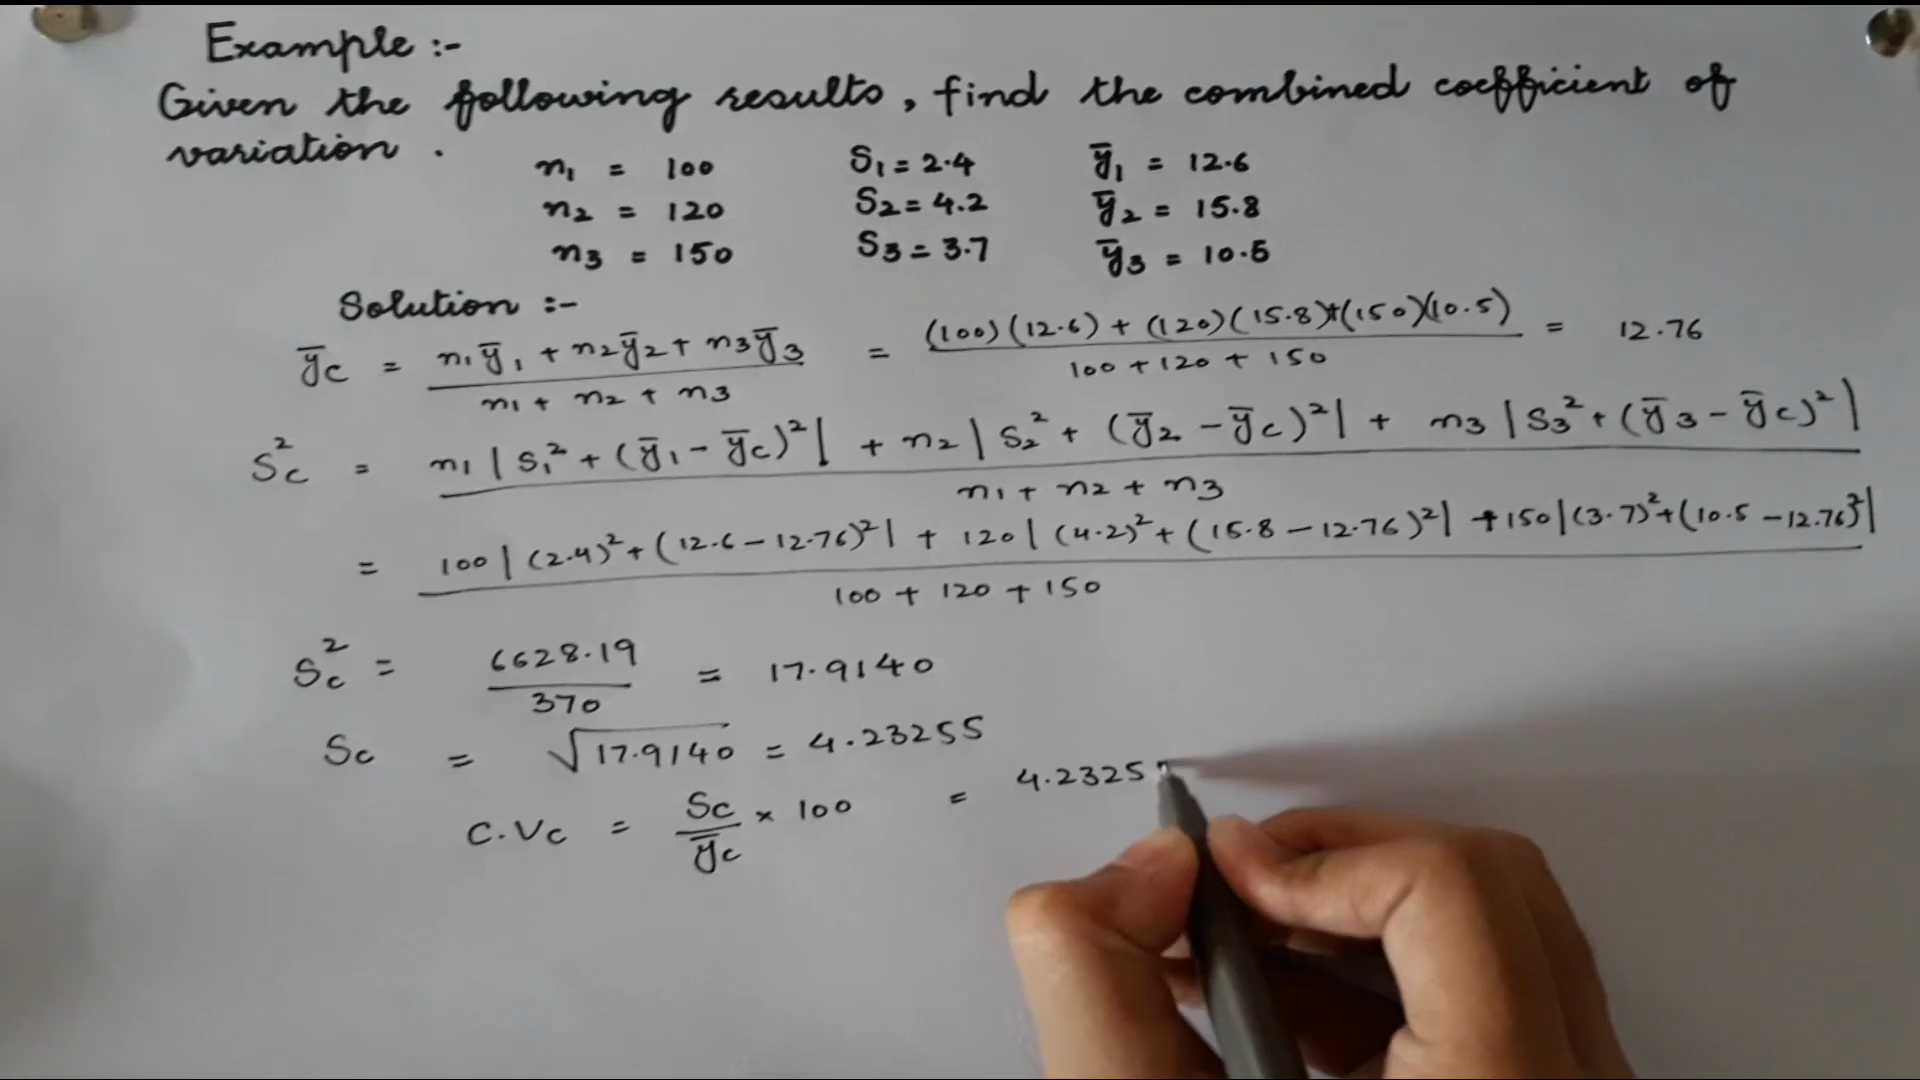 Example :-
Given the following results, find the combined coefficient of
variation.
n₁ = 100 S₁ = 2.4 ȳ₁ = 12.6
n₂ = 120 S₂ = 4.2 ȳ₂ = 15.8
n₃ = 150 S₃ = 3.7 ȳ₃ = 10.5
Solution :-
ȳc = (n₁ȳ₁ + n₂ȳ₂ + n₃ȳ₃) / (n₁ + n₂ + n₃) = ((100)(12.6) + (120)(15.8)+(150)(10.5)) / (100 + 120 + 150) = 12.76
Sc² = (n₁|S₁² + (ȳ₁ - ȳc)²| + n₂|S₂² + (ȳ₂ - ȳc)²| + n₃|S₃² + (ȳ₃ - ȳc)²|) / (n₁ + n₂ + n₃)
= (100|(2.4)² + (12.6 - 12.76)²| + 120|(4.2)² + (15.8 - 12.76)²| + 150|(3.7)² + (10.5 - 12.76)²|) / (100 + 120 + 150)
Sc² = 6628.19 / 370 = 17.9140
Sc = √17.9140 = 4.23255
C.Vc = Sc / ȳc × 100 = 4.2325